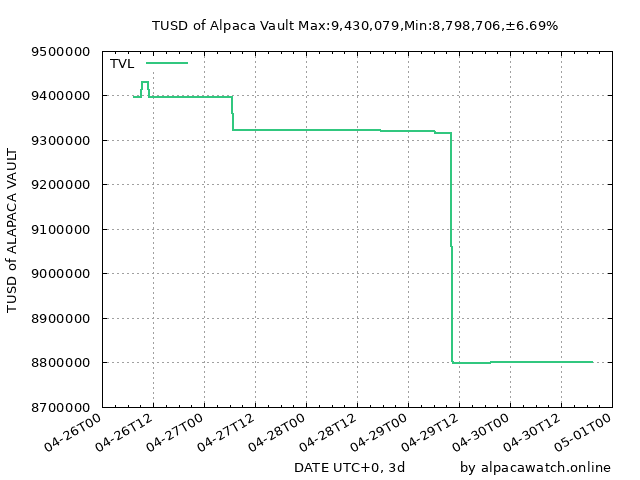 TUSD of Alpaca Vault Max:9,430,079,Min:8,798,706,±6.69%
TVL
9500000
9400000
9300000
9200000
9100000
9000000
8900000
8800000
8700000
TUSD of ALAPACA VAULT
04-26T00
04-26T12
04-27T00
04-27T12
04-28T00
04-28T12
04-29T00
04-29T12
04-30T00
04-30T12
05-01T00
DATE UTC+0, 3d
by alpacawatch.online